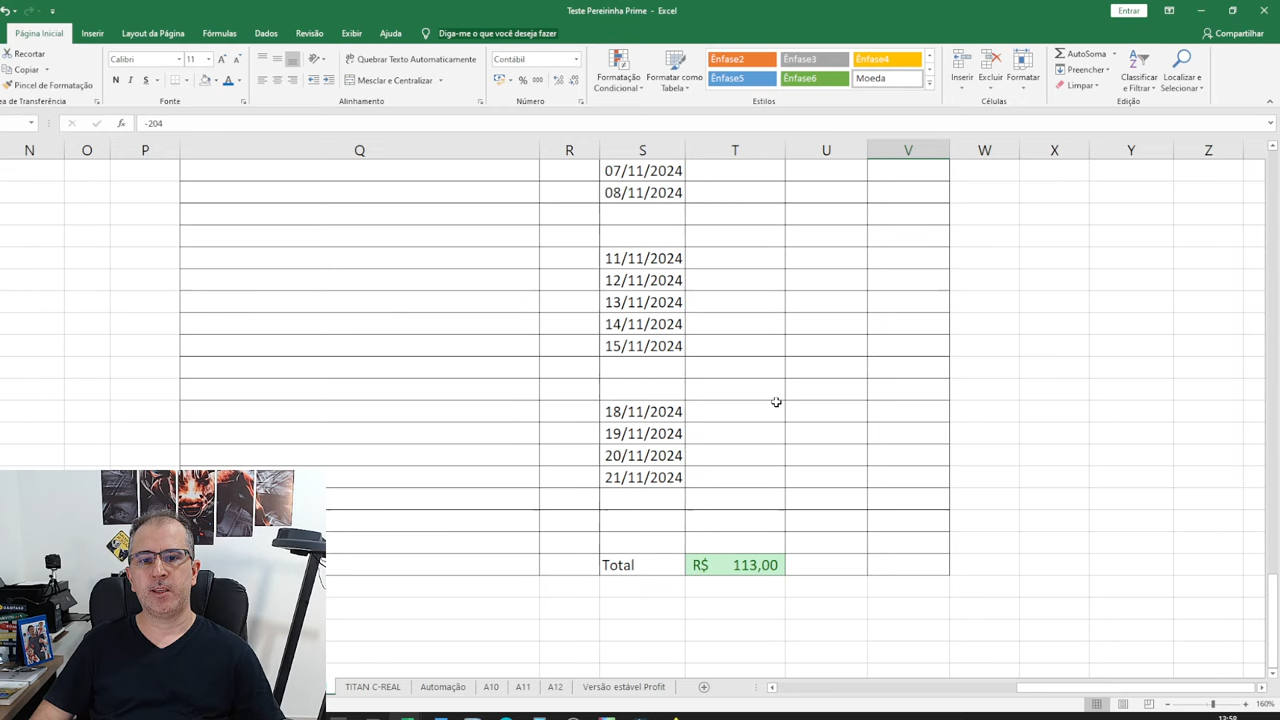 Teste Pereirinha Prime - Excel
Entrar
Página Inicial
Inserir
Layout da Página
Fórmulas
Dados
Revisão
Exibir
Ajuda
Diga-me o que você deseja fazer
Compartilhar
Recortar
Copiar
Pincel de Formatação
a de Transferência
Calibri
11
N I S
Fonte
Quebrar Texto Automaticamente
Mesclar e Centralizar
Alinhamento
Contábil
% 000
Número
Formatação Condicional
Formatar como Tabela
Ênfase2
Ênfase3
Ênfase4
Ênfase5
Ênfase6
Moeda
Estilos
Inserir
Excluir
Formatar
Células
AutoSoma
Preencher
Limpar
Classificar e Filtrar
Localizar e Selecionar
Edição
fx
-204
N O P Q R S T U V W X Y Z
07/11/2024
08/11/2024
11/11/2024
12/11/2024
13/11/2024
14/11/2024
15/11/2024
18/11/2024
19/11/2024
20/11/2024
21/11/2024
Total R$ 113,00
TITAN C-REAL
Automação
A10
A11
A12
Versão estável Profit
160%
13:58